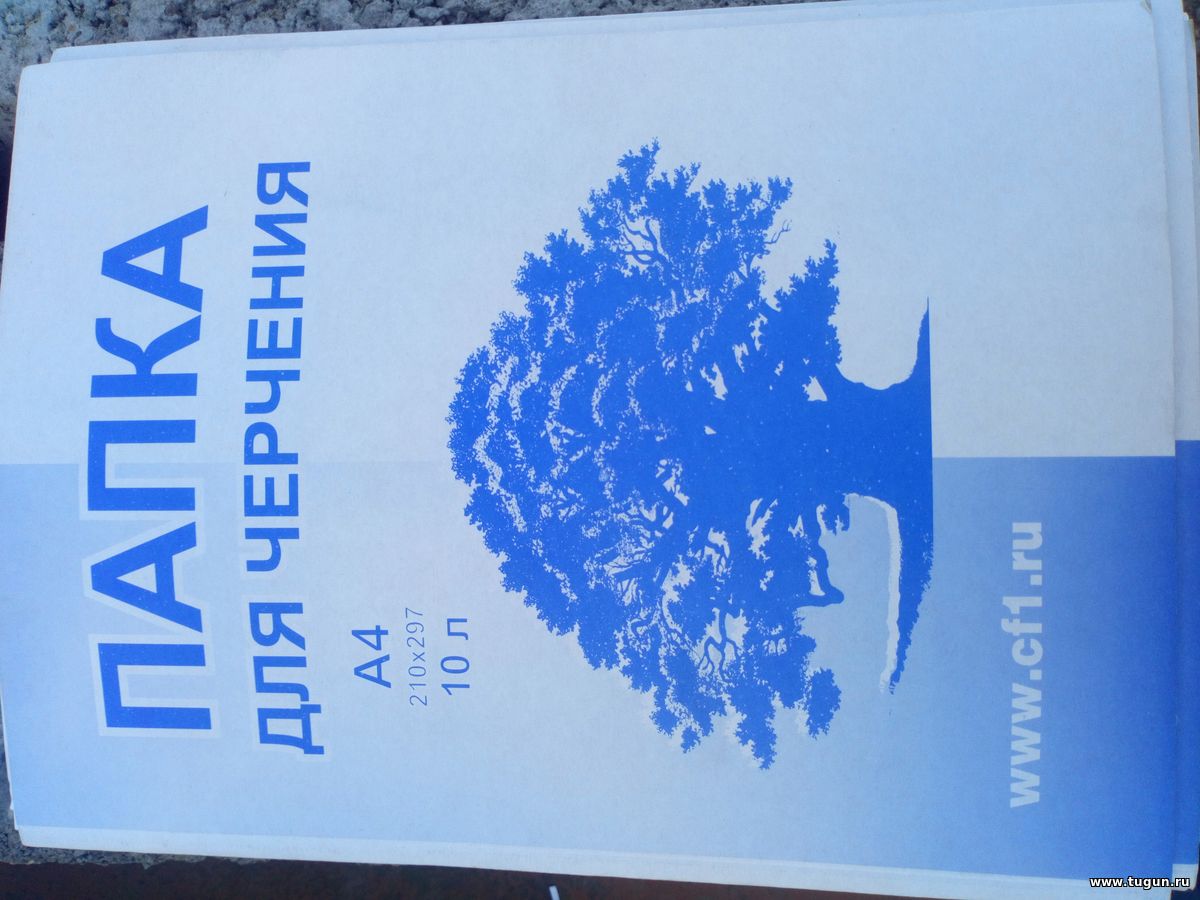 ПАПКА
ДЛЯ ЧЕРЧЕНИЯ
А4
210х297
10 л
www.cf1.ru
www.tugun.ru